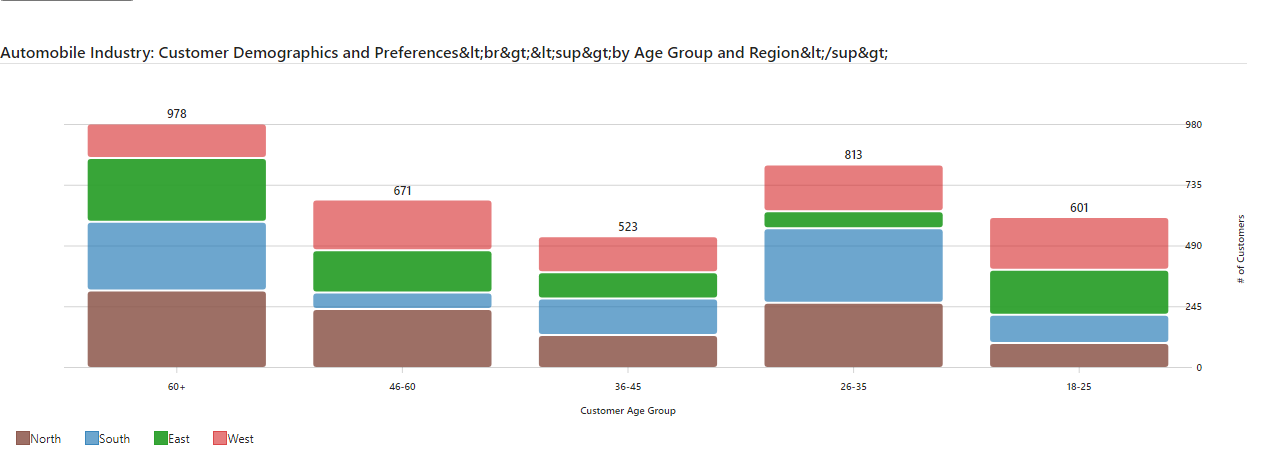 Automobile Industry: Customer Demographics and Preferences&lt;br&gt;&lt;sup&gt;by Age Group and Region&lt;/sup&gt;
978
671
523
813
601
980
735
490
245
0
# of Customers
60+
46-60
36-45
26-35
18-25
Customer Age Group
North
South
East
West